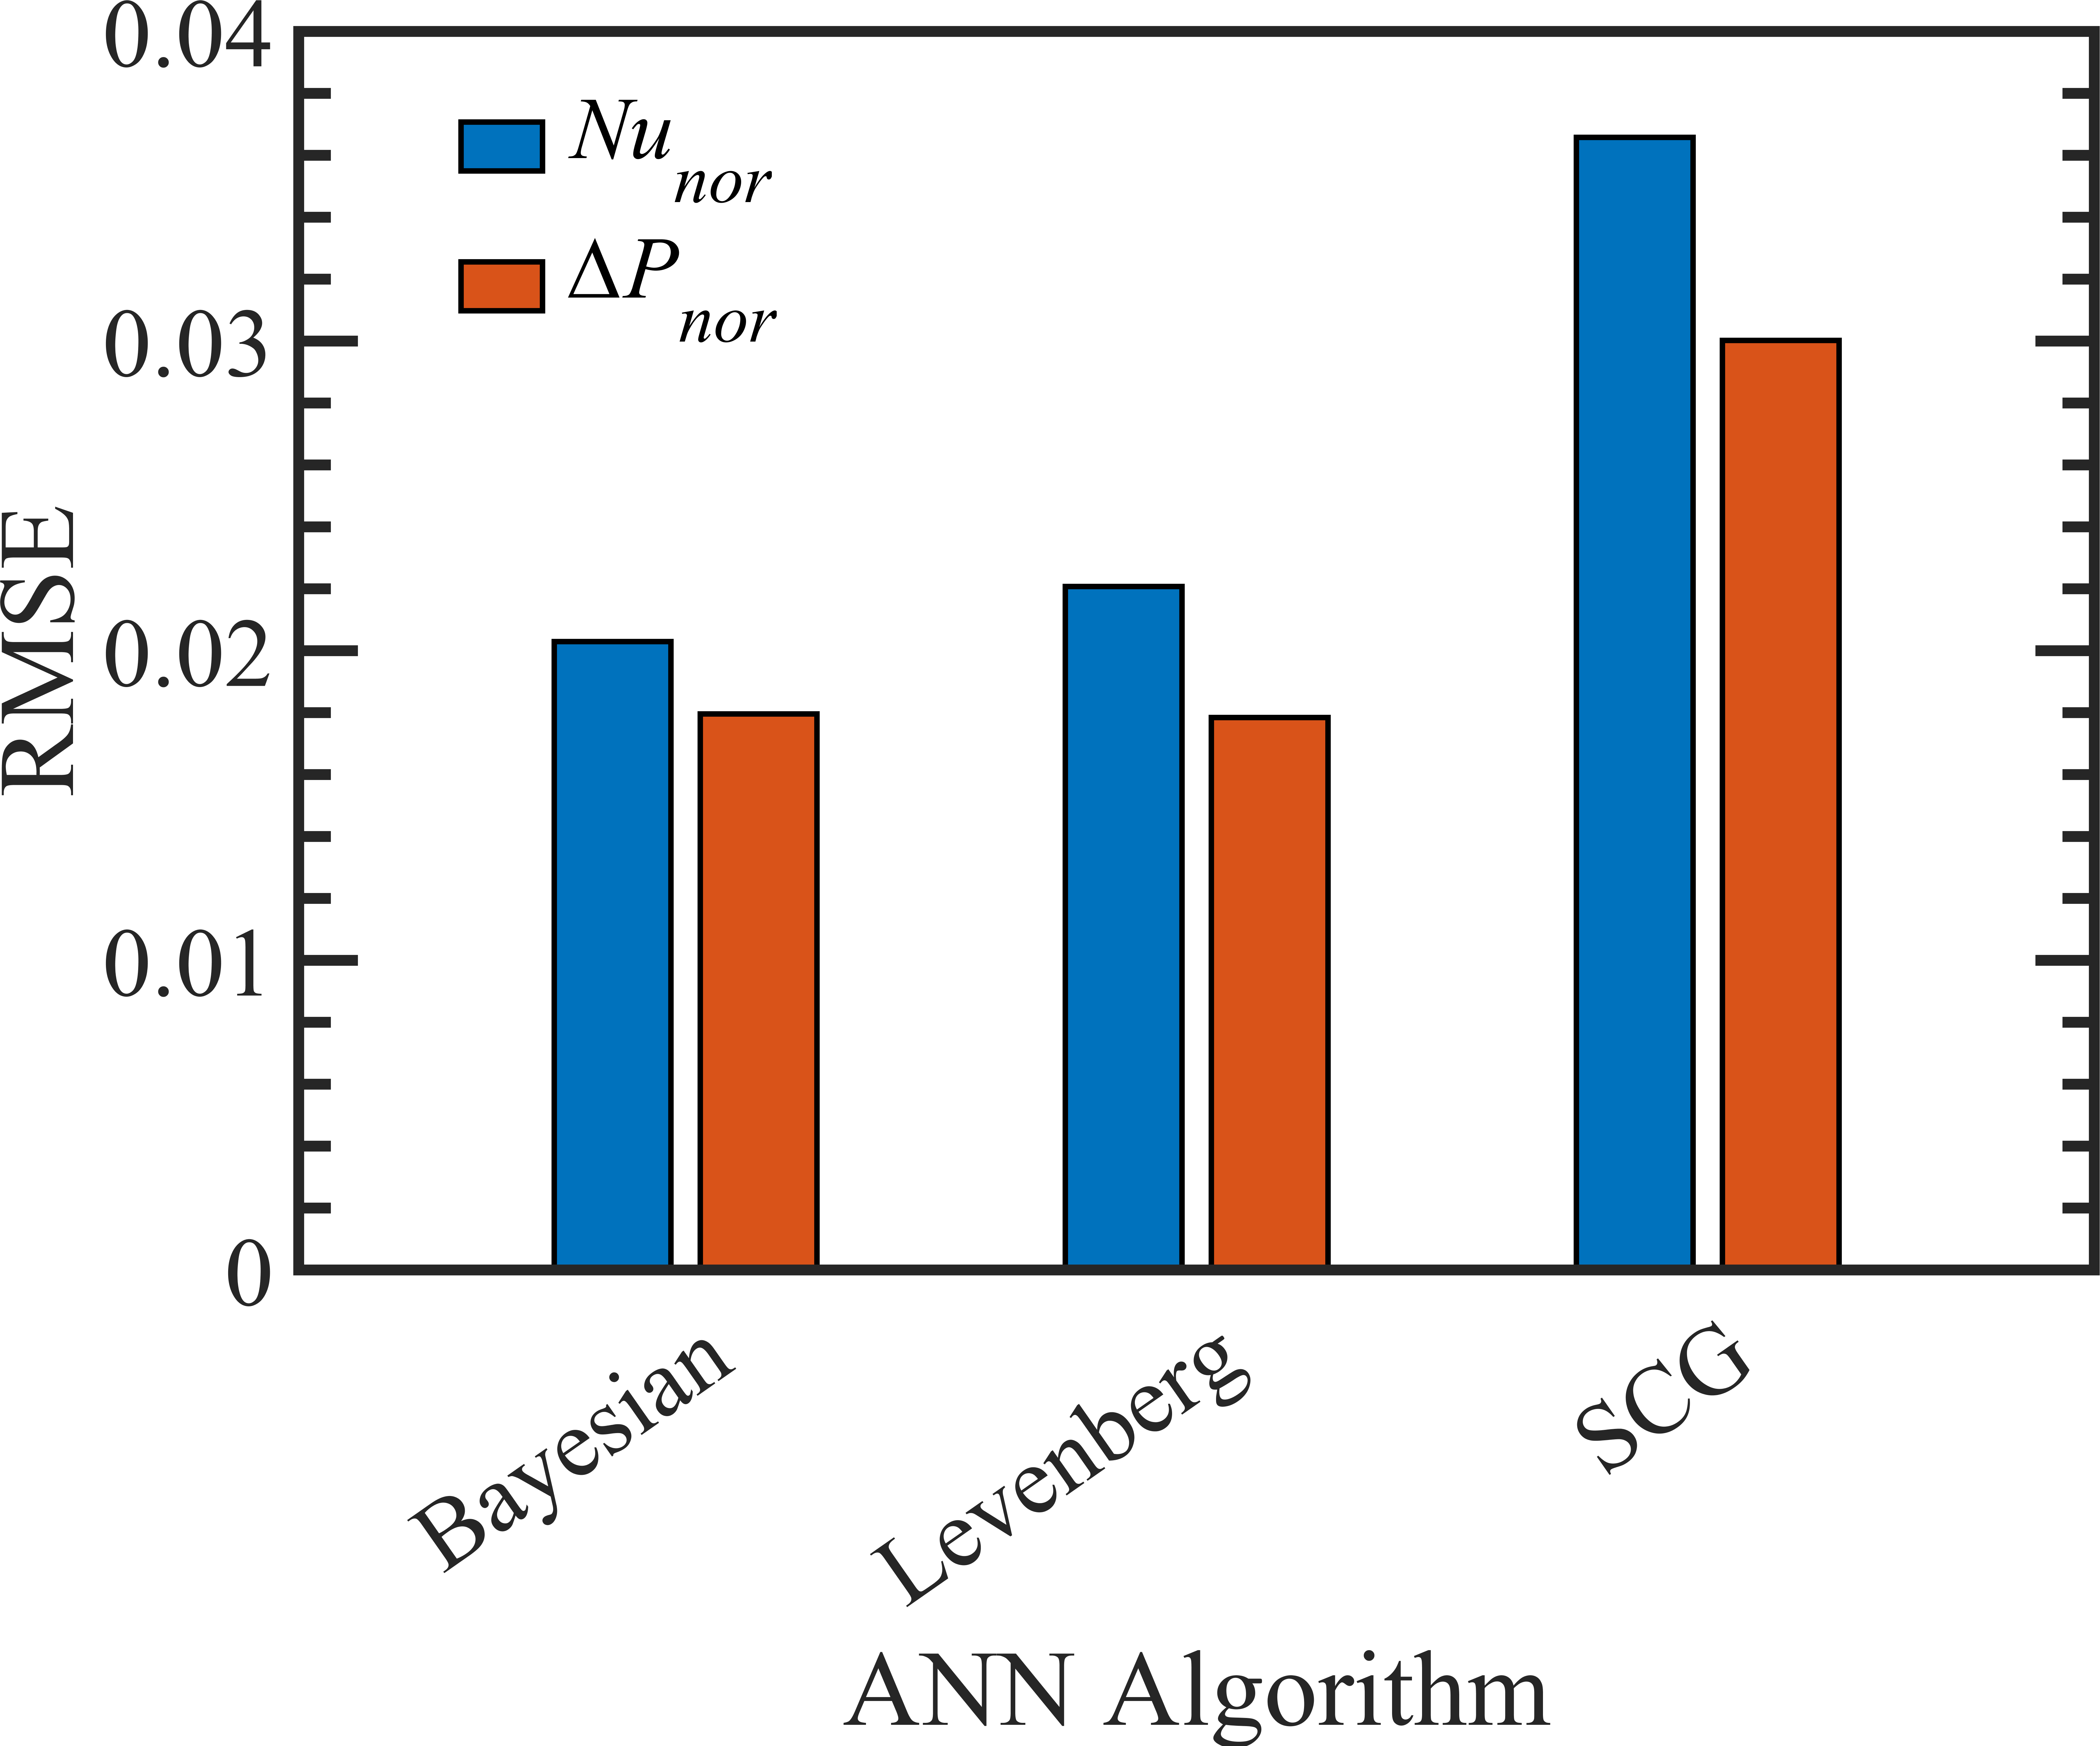 0.04
0.03
0.02
0.01
0
RMSE
Nu nor
ΔP nor
Bayesian
Levenberg
SCG
ANN Algorithm